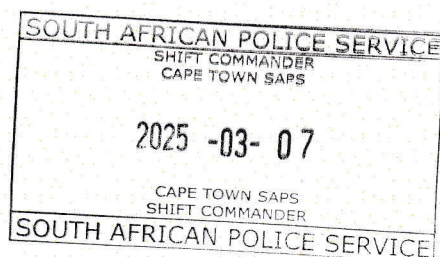 SOUTH AFRICAN POLICE SERVICE
SHIFT COMMANDER
CAPE TOWN SAPS
2025 -03- 07
CAPE TOWN SAPS
SHIFT COMMANDER
SOUTH AFRICAN POLICE SERVICE